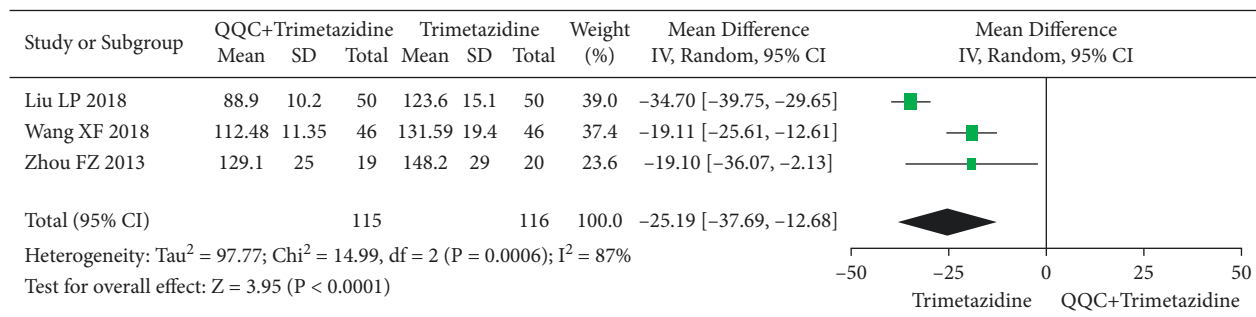 Study or Subgroup QQC+Trimetazidine Trimetazidine Weight Mean Difference Mean Difference
Mean SD Total Mean SD Total (%) IV, Random, 95% CI IV, Random, 95% CI
Liu LP 2018 88.9 10.2 50 123.6 15.1 50 39.0 –34.70 [–39.75, –29.65]
Wang XF 2018 112.48 11.35 46 131.59 19.4 46 37.4 –19.11 [–25.61, –12.61]
Zhou FZ 2013 129.1 25 19 148.2 29 20 23.6 –19.10 [–36.07, –2.13]
Total (95% CI) 115 116 100.0 –25.19 [–37.69, –12.68]
Heterogeneity: Tau² = 97.77; Chi² = 14.99, df = 2 (P = 0.0006); I² = 87%
Test for overall effect: Z = 3.95 (P < 0.0001)
–50 –25 0 25 50
Trimetazidine QQC+Trimetazidine